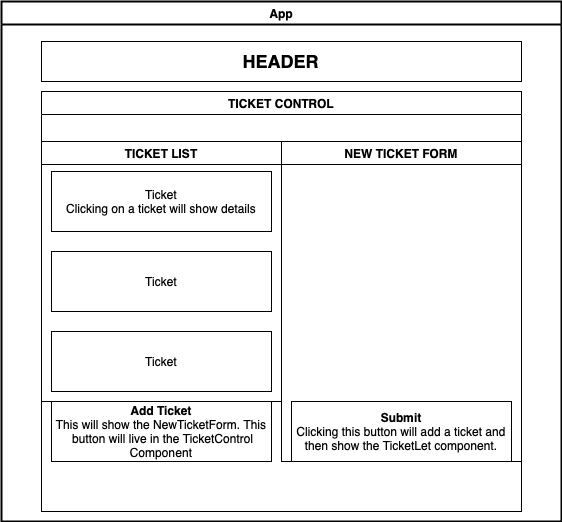 App
HEADER
TICKET CONTROL
TICKET LIST
NEW TICKET FORM
Ticket
Clicking on a ticket will show details
Ticket
Ticket
Add Ticket
This will show the NewTicketForm. This
button will live in the TicketControl
Component
Submit
Clicking this button will add a ticket and
then show the TicketLet component.